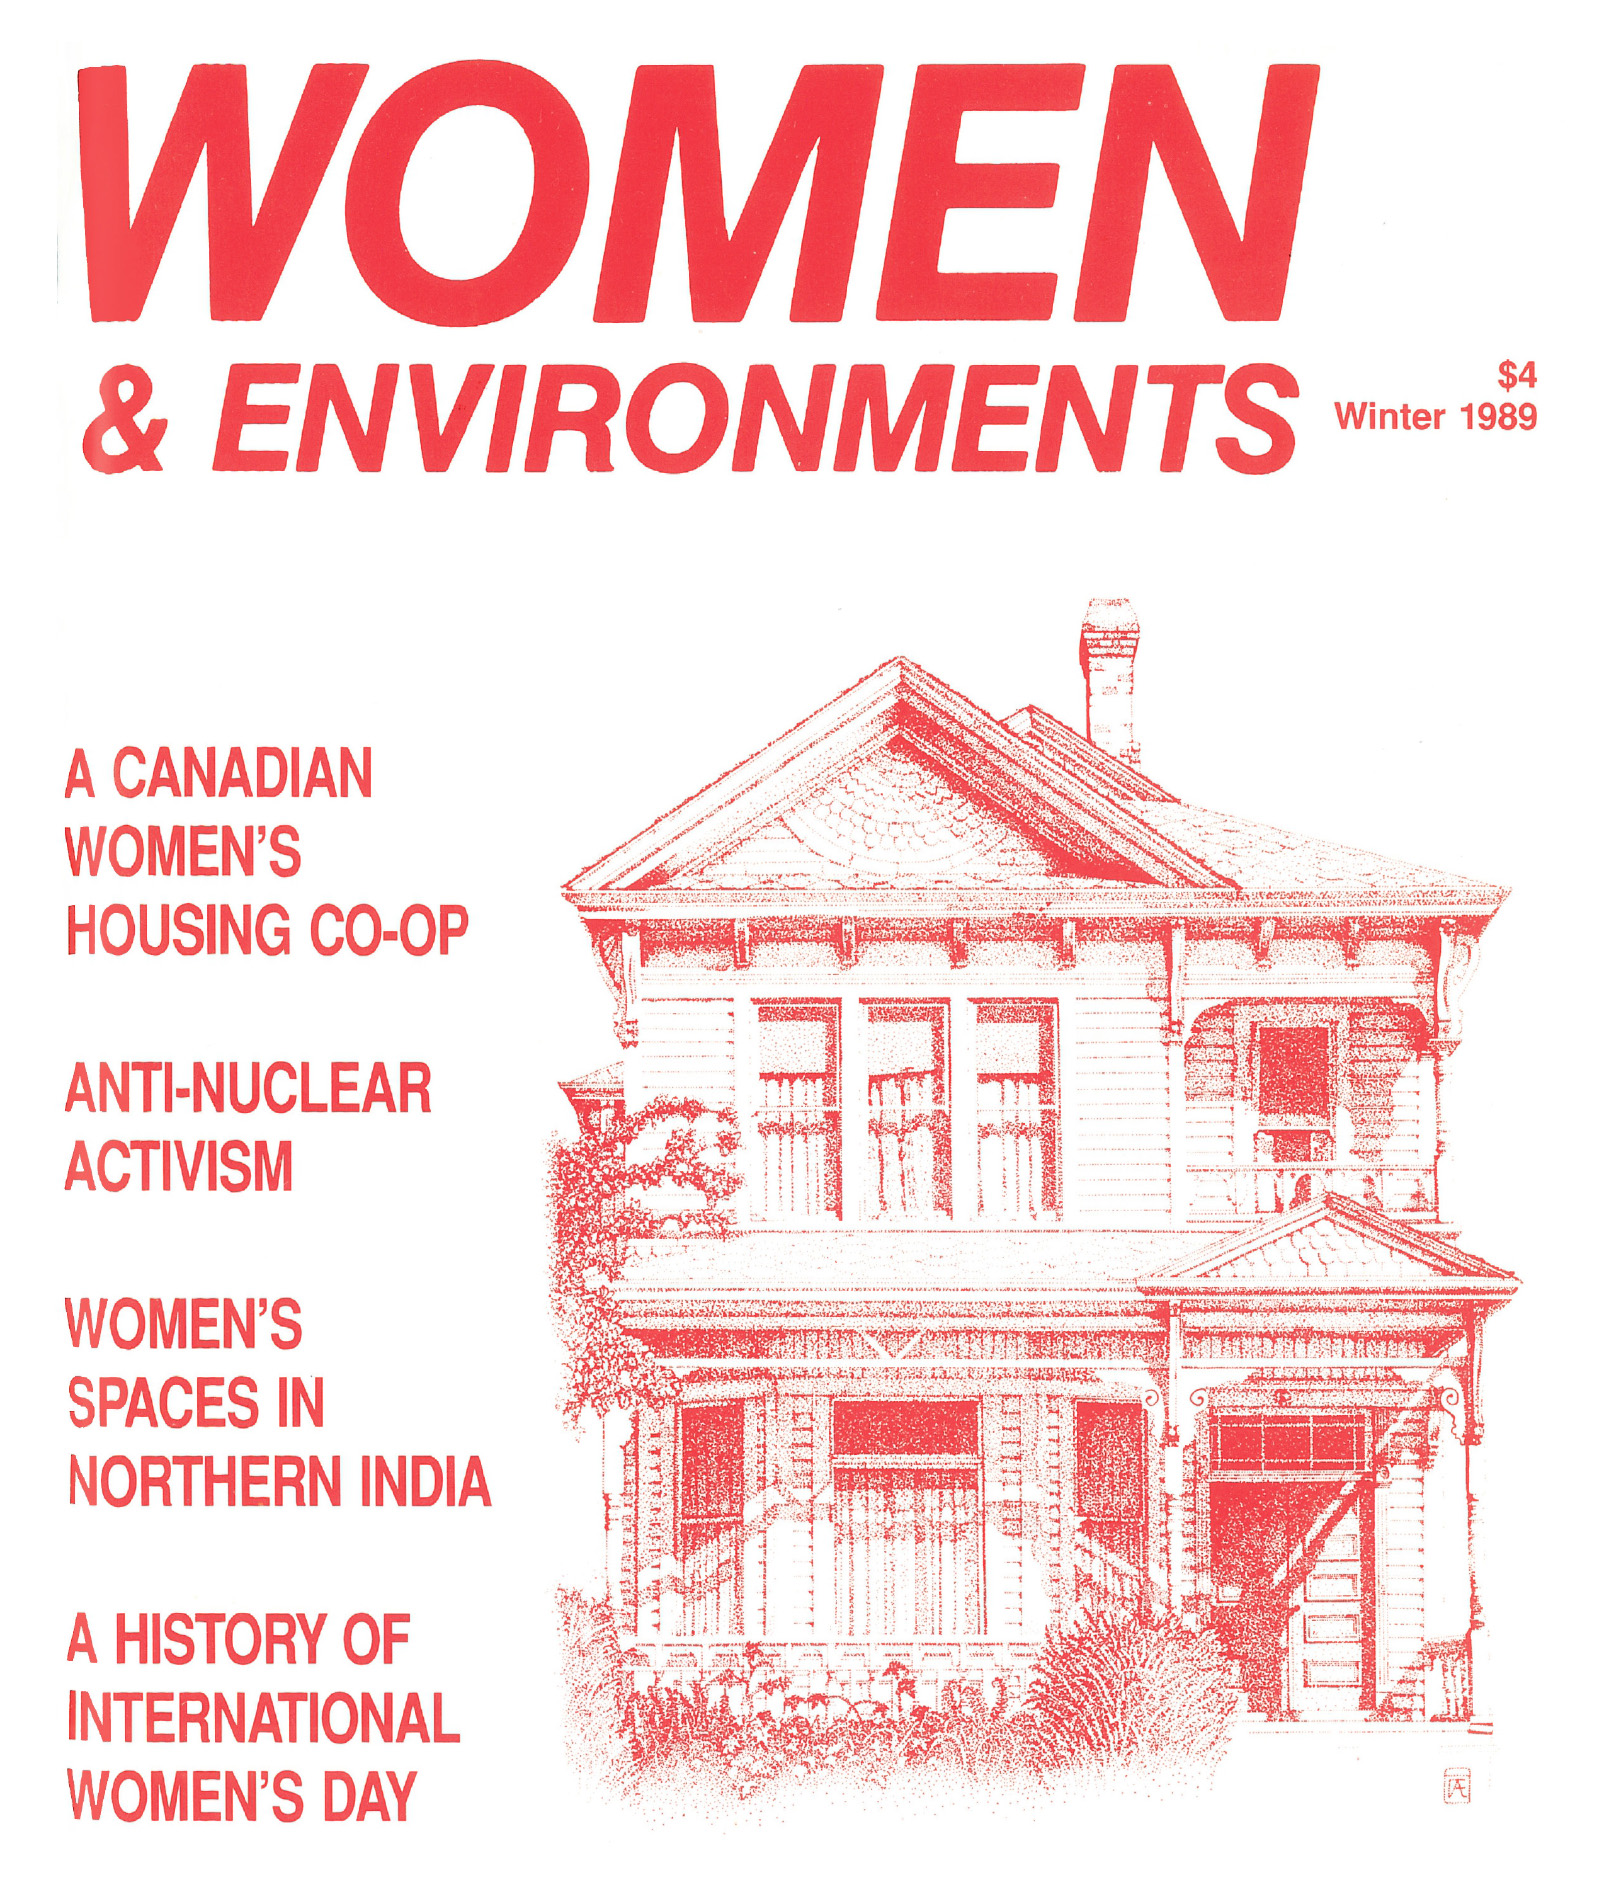 WOMEN
& ENVIRONMENTS
$4
Winter 1989
A CANADIAN
WOMEN'S
HOUSING CO-OP
ANTI-NUCLEAR
ACTIVISM
WOMEN'S
SPACES IN
NORTHERN INDIA
A HISTORY OF
INTERNATIONAL
WOMEN'S DAY